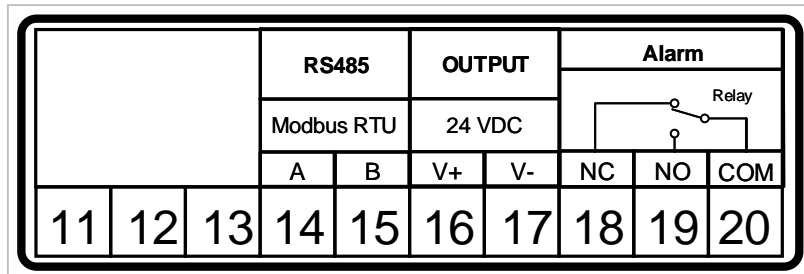 RS485 OUTPUT Alarm
Relay
Modbus RTU 24 VDC
A B V+ V- NC NO COM
11 12 13 14 15 16 17 18 19 20